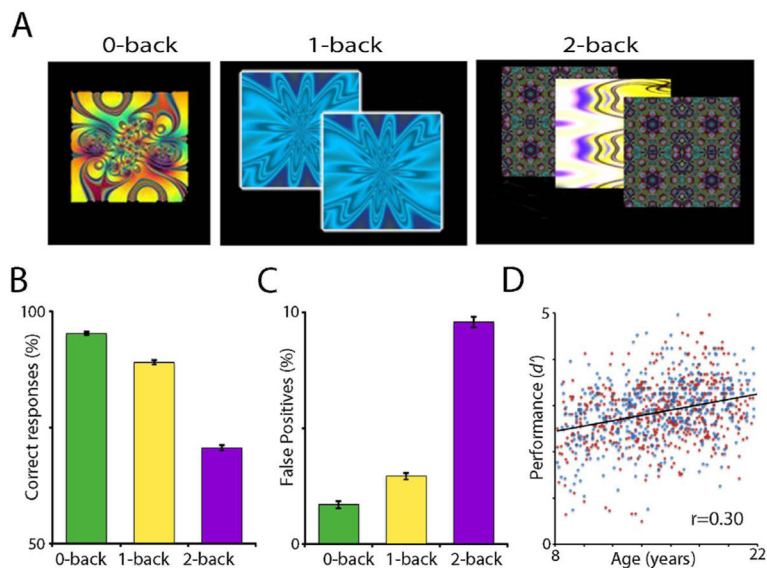 A
0-back
1-back
2-back
B
100
Correct responses (%)
50
0-back 1-back 2-back
C
10
False Positives (%)
0
0-back 1-back 2-back
D
5
Performance (d')
0
r=0.30
8
Age (years)
22